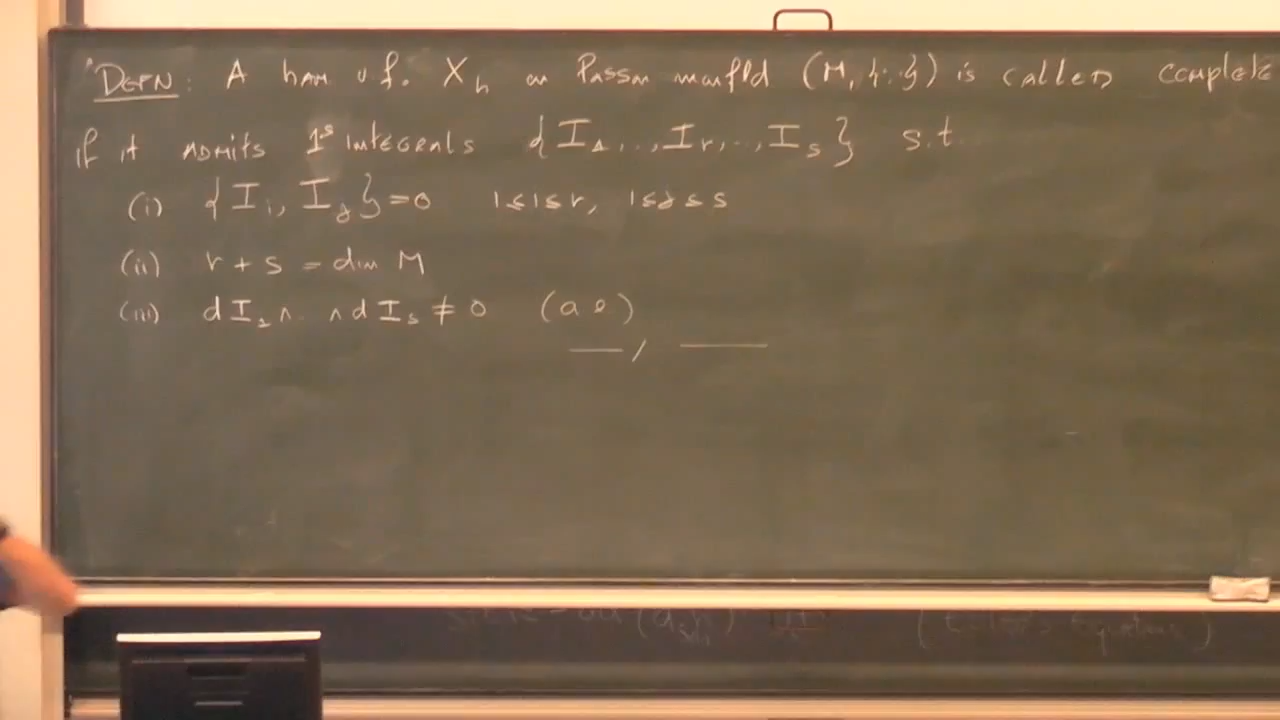 DEFN: A ham v.f. X_h on Poisson manifld (M, {·,·}) is called complete
if it admits 1st integrals {I_1, .., I_r, .., I_s} s.t.
(i) {I_i, I_j} = 0 1≤i≤r, 1≤j≤s
(ii) r + s = dim M
(iii) dI_1 ∧ .. ∧ dI_s ≠ 0 (a e)